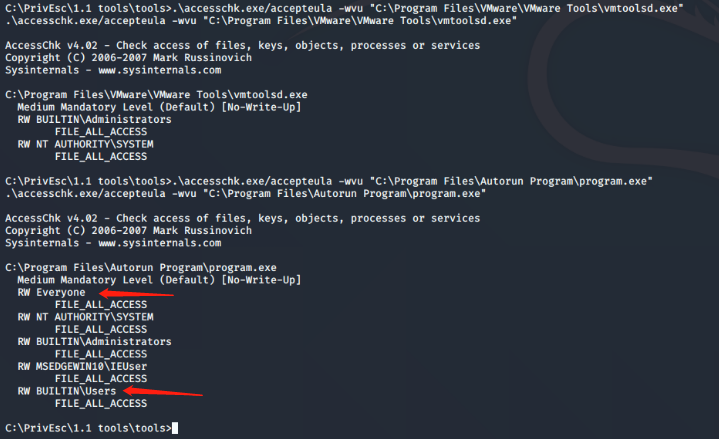 C:\PrivEsc\1.1 tools\tools>.\accesschk.exe/accepteula -wvu "C:\Program Files\VMware\VMware Tools\vmtoolsd.exe"
.\accesschk.exe/accepteula -wvu "C:\Program Files\VMware\VMware Tools\vmtoolsd.exe"
AccessChk v4.02 - Check access of files, keys, objects, processes or services
Copyright (C) 2006-2007 Mark Russinovich
Sysinternals - www.sysinternals.com
C:\Program Files\VMware\VMware Tools\vmtoolsd.exe
Medium Mandatory Level (Default) [No-Write-Up]
RW BUILTIN\Administrators
FILE_ALL_ACCESS
RW NT AUTHORITY\SYSTEM
FILE_ALL_ACCESS
C:\PrivEsc\1.1 tools\tools>.\accesschk.exe/accepteula -wvu "C:\Program Files\Autorun Program\program.exe"
.\accesschk.exe/accepteula -wvu "C:\Program Files\Autorun Program\program.exe"
AccessChk v4.02 - Check access of files, keys, objects, processes or services
Copyright (C) 2006-2007 Mark Russinovich
Sysinternals - www.sysinternals.com
C:\Program Files\Autorun Program\program.exe
Medium Mandatory Level (Default) [No-Write-Up]
RW Everyone
FILE_ALL_ACCESS
RW NT AUTHORITY\SYSTEM
FILE_ALL_ACCESS
RW BUILTIN\Administrators
FILE_ALL_ACCESS
RW MSEDGEWIN10\IEUser
FILE_ALL_ACCESS
RW BUILTIN\Users
FILE_ALL_ACCESS
C:\PrivEsc\1.1 tools\tools>